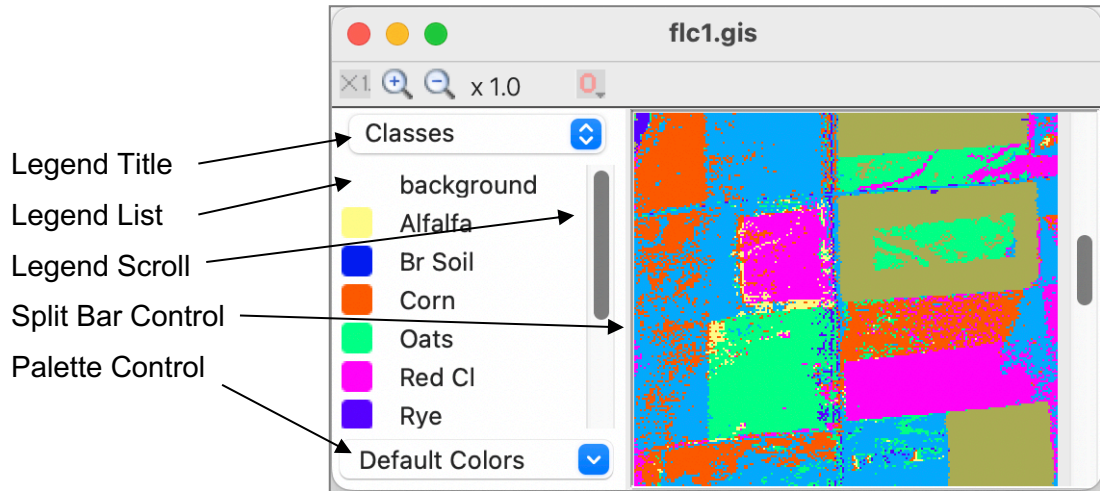 flc1.gis
×1. x 1.0
Classes
Legend Title
Legend List
Legend Scroll
Split Bar Control
Palette Control
background
Alfalfa
Br Soil
Corn
Oats
Red Cl
Rye
Default Colors